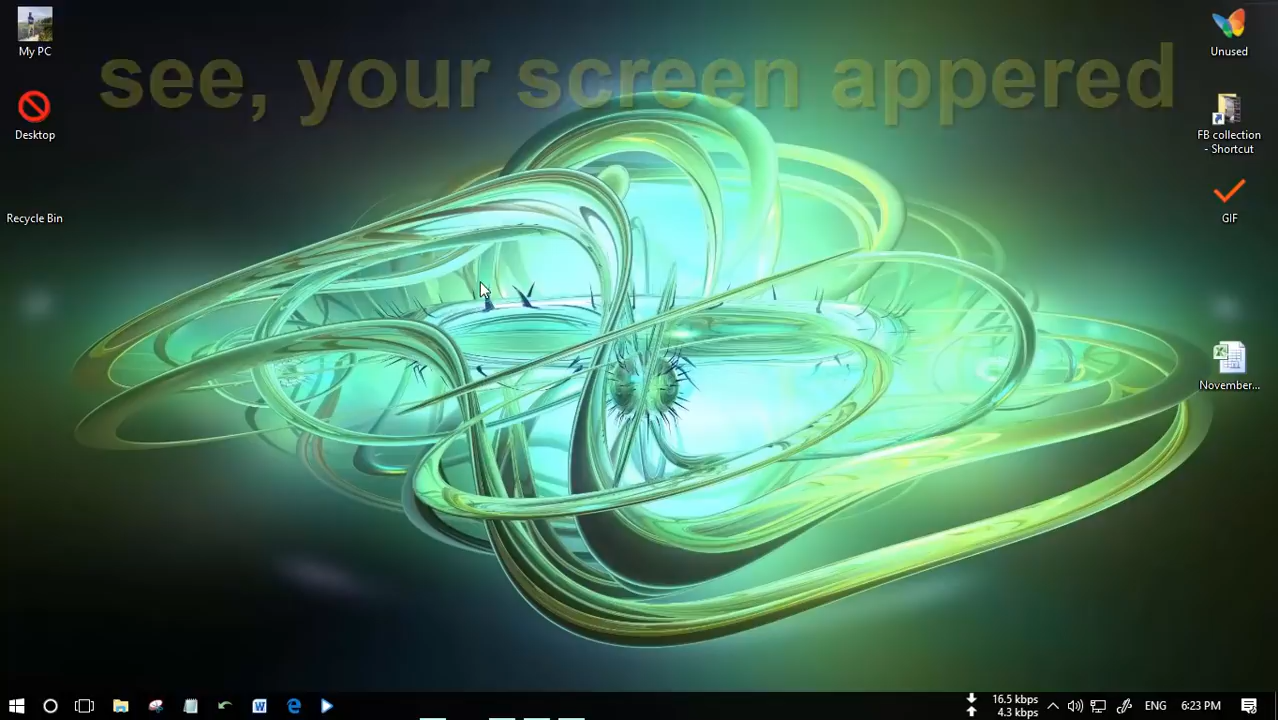 see, your screen appered
My PC
Desktop
Recycle Bin
Unused
FB collection
- Shortcut
GIF
November...
16.5 kbps
4.3 kbps
ENG
6:23 PM